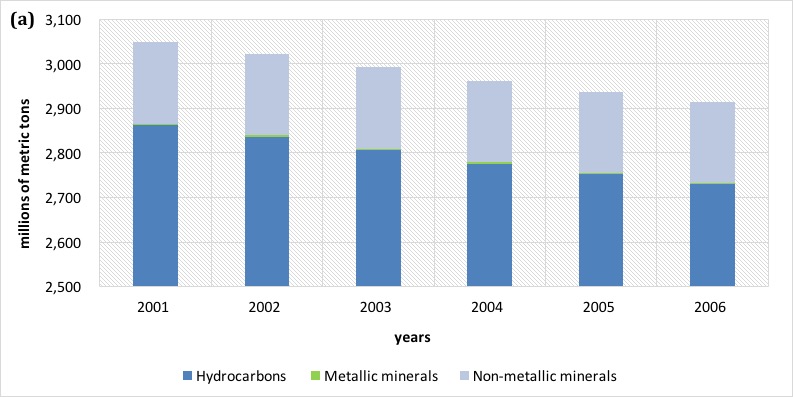 (a)
3,100
3,000
2,900
2,800
2,700
2,600
2,500
millions of metric tons
2001 2002 2003 2004 2005 2006
years
Hydrocarbons Metallic minerals Non-metallic minerals